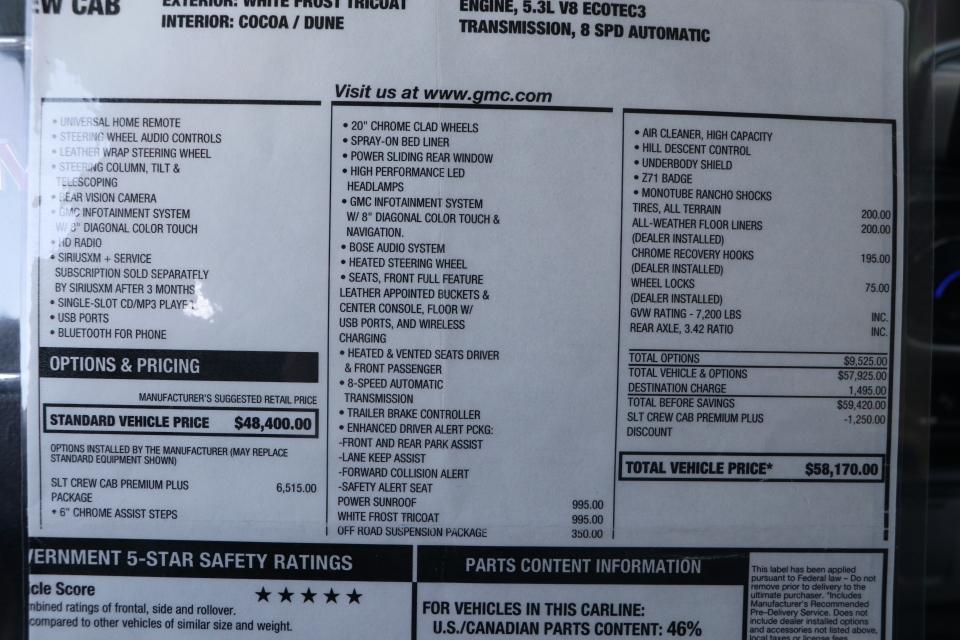 EW CAB
EXTERIOR: WHITE FROST TRICOAT
INTERIOR: COCOA / DUNE
ENGINE, 5.3L V8 ECOTEC3
TRANSMISSION, 8 SPD AUTOMATIC
Visit us at www.gmc.com
• UNIVERSAL HOME REMOTE
• STEERING WHEEL AUDIO CONTROLS
• LEATHER WRAP STEERING WHEEL
• STEERING COLUMN, TILT &
TELESCOPING
• REAR VISION CAMERA
• GMC INFOTAINMENT SYSTEM
W/ 8" DIAGONAL COLOR TOUCH
• HD RADIO
• SIRIUSXM + SERVICE
SUBSCRIPTION SOLD SEPARATELY
BY SIRIUSXM AFTER 3 MONTHS
• SINGLE-SLOT CD/MP3 PLAYER
• USB PORTS
• BLUETOOTH FOR PHONE
OPTIONS & PRICING
MANUFACTURER'S SUGGESTED RETAIL PRICE
STANDARD VEHICLE PRICE $48,400.00
OPTIONS INSTALLED BY THE MANUFACTURER (MAY REPLACE
STANDARD EQUIPMENT SHOWN)
SLT CREW CAB PREMIUM PLUS 6,515.00
PACKAGE
• 6" CHROME ASSIST STEPS
• 20" CHROME CLAD WHEELS
• SPRAY-ON BED LINER
• POWER SLIDING REAR WINDOW
• HIGH PERFORMANCE LED
HEADLAMPS
• GMC INFOTAINMENT SYSTEM
W/ 8" DIAGONAL COLOR TOUCH &
NAVIGATION.
• BOSE AUDIO SYSTEM
• HEATED STEERING WHEEL
• SEATS, FRONT FULL FEATURE
LEATHER APPOINTED BUCKETS &
CENTER CONSOLE, FLOOR W/
USB PORTS, AND WIRELESS
CHARGING
• HEATED & VENTED SEATS DRIVER
& FRONT PASSENGER
• 8-SPEED AUTOMATIC
TRANSMISSION
• TRAILER BRAKE CONTROLLER
• ENHANCED DRIVER ALERT PCKG:
-FRONT AND REAR PARK ASSIST
-LANE KEEP ASSIST
-FORWARD COLLISION ALERT
-SAFETY ALERT SEAT
POWER SUNROOF 995.00
WHITE FROST TRICOAT 995.00
OFF ROAD SUSPENSION PACKAGE 350.00
• AIR CLEANER, HIGH CAPACITY
• HILL DESCENT CONTROL
• UNDERBODY SHIELD
• Z71 BADGE
• MONOTUBE RANCHO SHOCKS
TIRES, ALL TERRAIN 200.00
ALL-WEATHER FLOOR LINERS 200.00
(DEALER INSTALLED)
CHROME RECOVERY HOOKS 195.00
(DEALER INSTALLED)
WHEEL LOCKS 75.00
(DEALER INSTALLED)
GVW RATING - 7,200 LBS INC.
REAR AXLE, 3.42 RATIO INC.
TOTAL OPTIONS $9,525.00
TOTAL VEHICLE & OPTIONS $57,925.00
DESTINATION CHARGE 1,495.00
TOTAL BEFORE SAVINGS $59,420.00
SLT CREW CAB PREMIUM PLUS -1,250.00
DISCOUNT
TOTAL VEHICLE PRICE* $58,170.00
VERNMENT 5-STAR SAFETY RATINGS
icle Score ★★★★★
mbined ratings of frontal, side and rollover.
compared to other vehicles of similar size and weight.
PARTS CONTENT INFORMATION
FOR VEHICLES IN THIS CARLINE:
U.S./CANADIAN PARTS CONTENT: 46%
This label has been applied
pursuant to Federal law – Do not
remove prior to delivery to the
ultimate purchaser. *Includes
Manufacturer's Recommended
Pre-Delivery Service. Does not
include dealer installed options
and accessories not listed above,
local taxes or license fees.